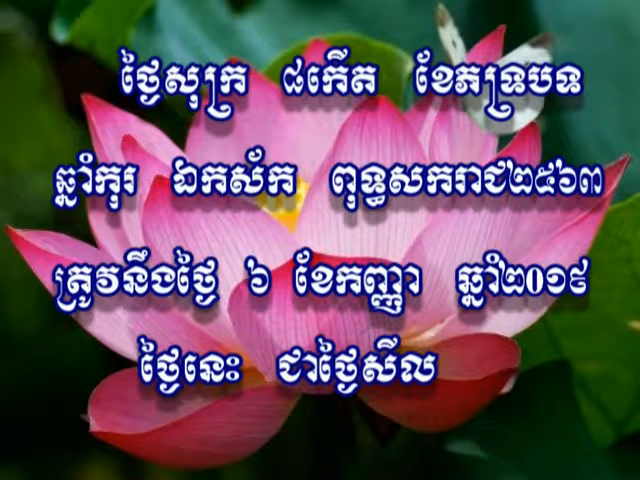 ថ្ងៃសុក្រ ៨កើត ខែភទ្របទ
ឆ្នាំកុរ ឯកស័ក ពុទ្ធសករាជ២៥៦៣
ត្រូវនឹងថ្ងៃ ៦ ខែកញ្ញា ឆ្នាំ២០១៩
ថ្ងៃនេះ ជាថ្ងៃសីល